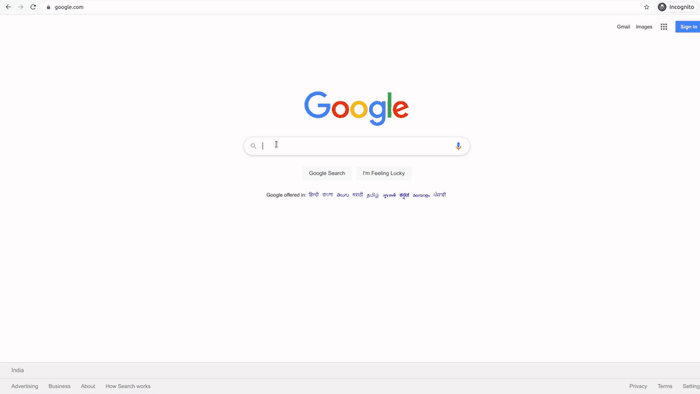 google.com
Incognito
Gmail Images
Sign in
Google
Google Search I'm Feeling Lucky
Google offered in: हिन्दी বাংলা తెలుగు मराठी தமிழ் ગુજરાતી ಕನ್ನಡ മലയാളം ਪੰਜਾਬੀ
India
Advertising Business About How Search works
Privacy Terms Setting